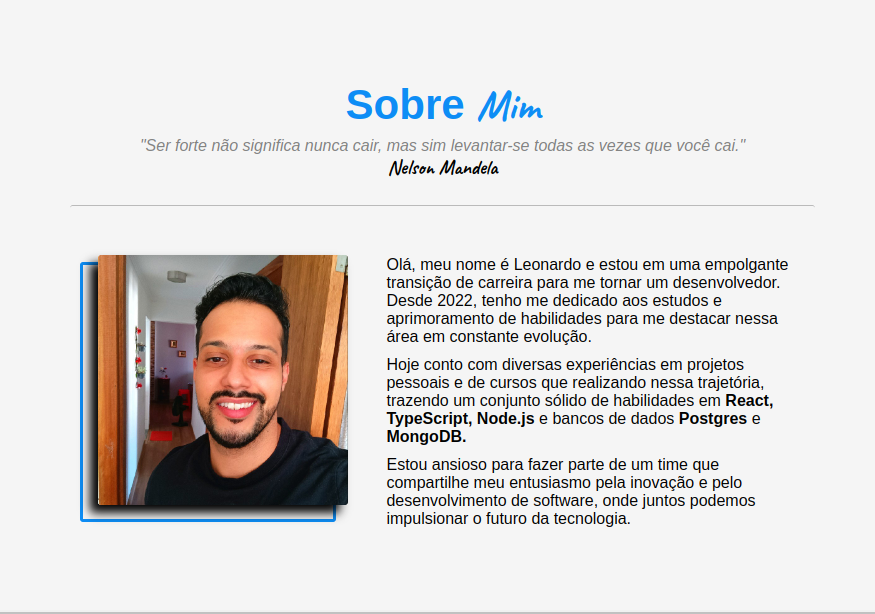 Sobre Mim
"Ser forte não significa nunca cair, mas sim levantar-se todas as vezes que você cai."
Nelson Mandela
Olá, meu nome é Leonardo e estou em uma empolgante
transição de carreira para me tornar um desenvolvedor.
Desde 2022, tenho me dedicado aos estudos e
aprimoramento de habilidades para me destacar nessa
área em constante evolução.
Hoje conto com diversas experiências em projetos
pessoais e de cursos que realizando nessa trajetória,
trazendo um conjunto sólido de habilidades em React,
TypeScript, Node.js e bancos de dados Postgres e
MongoDB.
Estou ansioso para fazer parte de um time que
compartilhe meu entusiasmo pela inovação e pelo
desenvolvimento de software, onde juntos podemos
impulsionar o futuro da tecnologia.